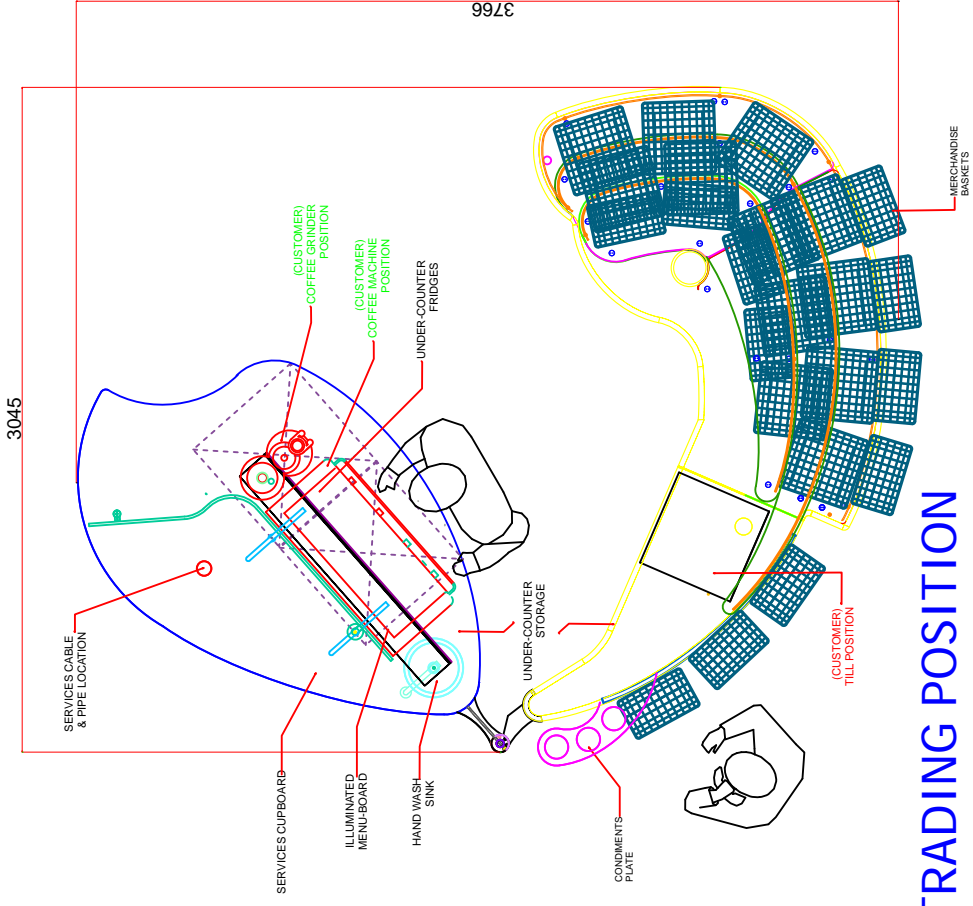 3766
3045
(CUSTOMER)
COFFEE GRINDER
POSITION
(CUSTOMER)
COFFEE MACHINE
POSITION
UNDER-COUNTER
FRIDGES
MERCHANDISE
BASKETS
SERVICES CABLE
& PIPE LOCATION
SERVICES CUPBOARD
ILLUMINATED
MENU-BOARD
HAND WASH
SINK
UNDER-COUNTER
STORAGE
(CUSTOMER)
TILL POSITION
CONDIMENTS
PLATE
TRADING POSITION